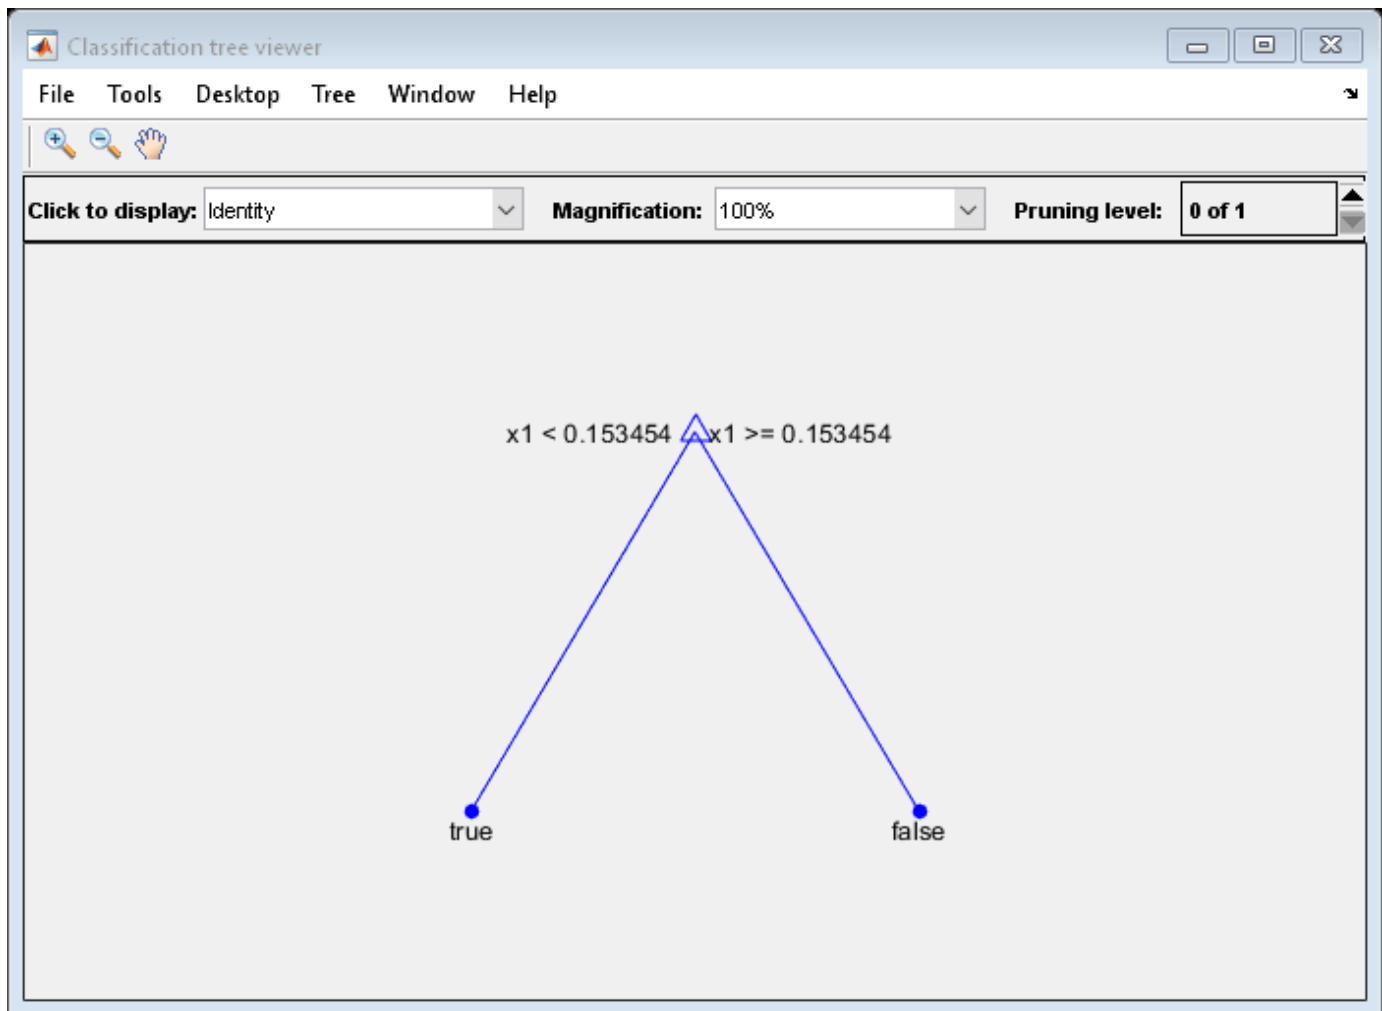 Classification tree viewer
File Tools Desktop Tree Window Help
Click to display: Identity Magnification: 100% Pruning level: 0 of 1
x1 < 0.153454 x1 >= 0.153454
true false